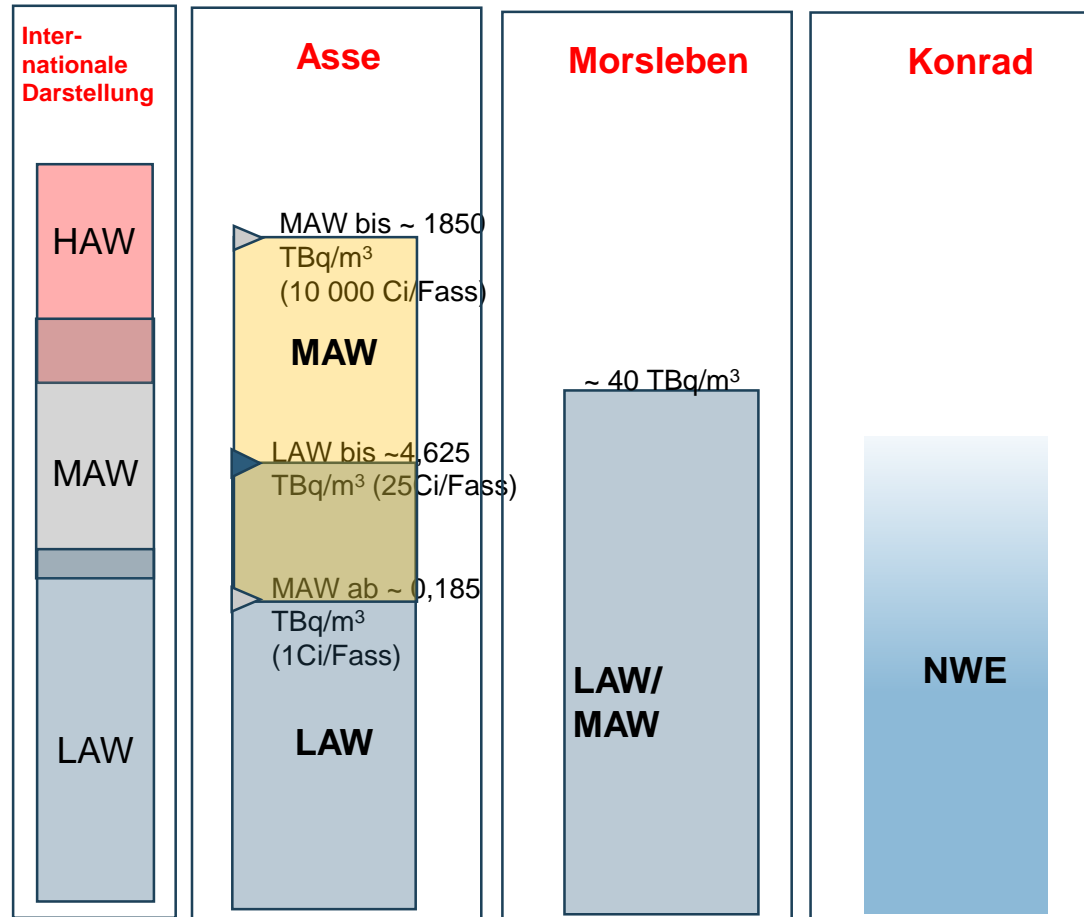 Inter-
nationale
Darstellung
HAW
MAW
LAW
Asse
MAW bis ~ 1850
TBq/m³
(10 000 Ci/Fass)
MAW
LAW bis ~4,625
TBq/m³ (25Ci/Fass)
MAW ab ~ 0,185
TBq/m³
(1Ci/Fass)
LAW
Morsleben
~ 40 TBq/m³
LAW/
MAW
Konrad
NWE